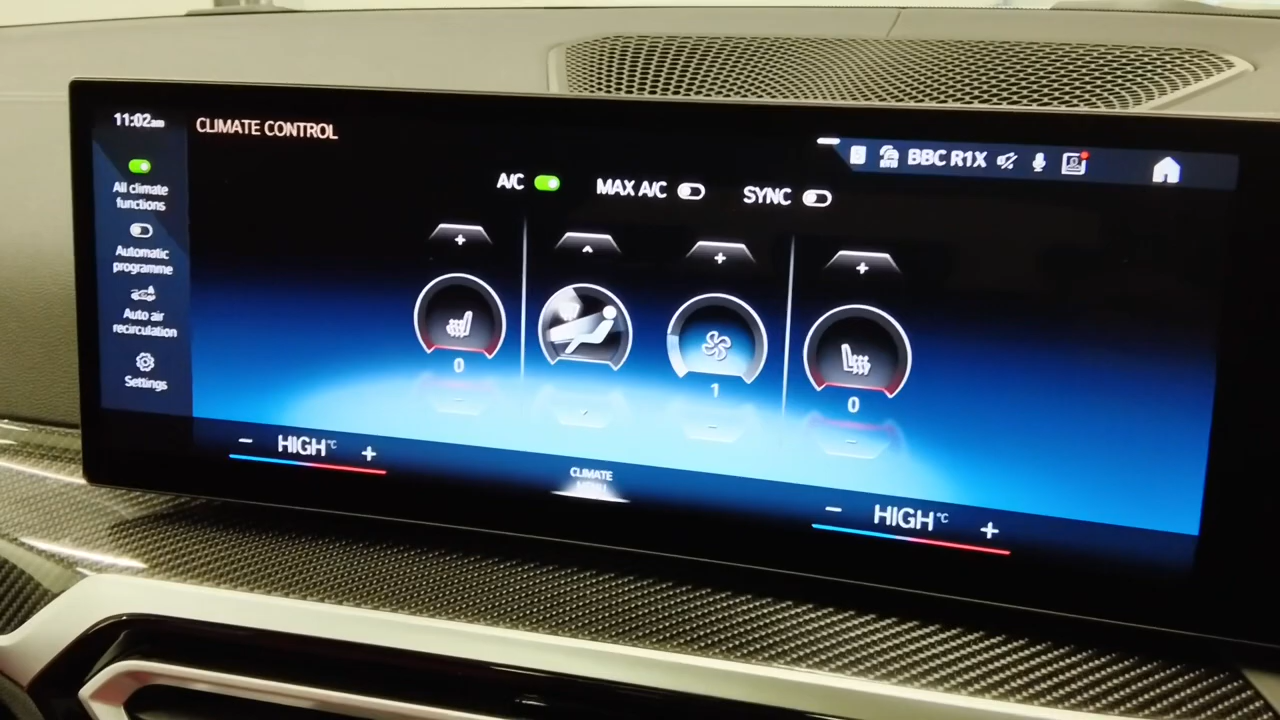 11:02am
CLIMATE CONTROL
BBC R1X
A/C
MAX A/C
SYNC
All climate
functions
Automatic
programme
Auto air
recirculation
Settings
+
+
+
0
1
0
- HIGH°C +
CLIMATE
MENU
- HIGH°C +